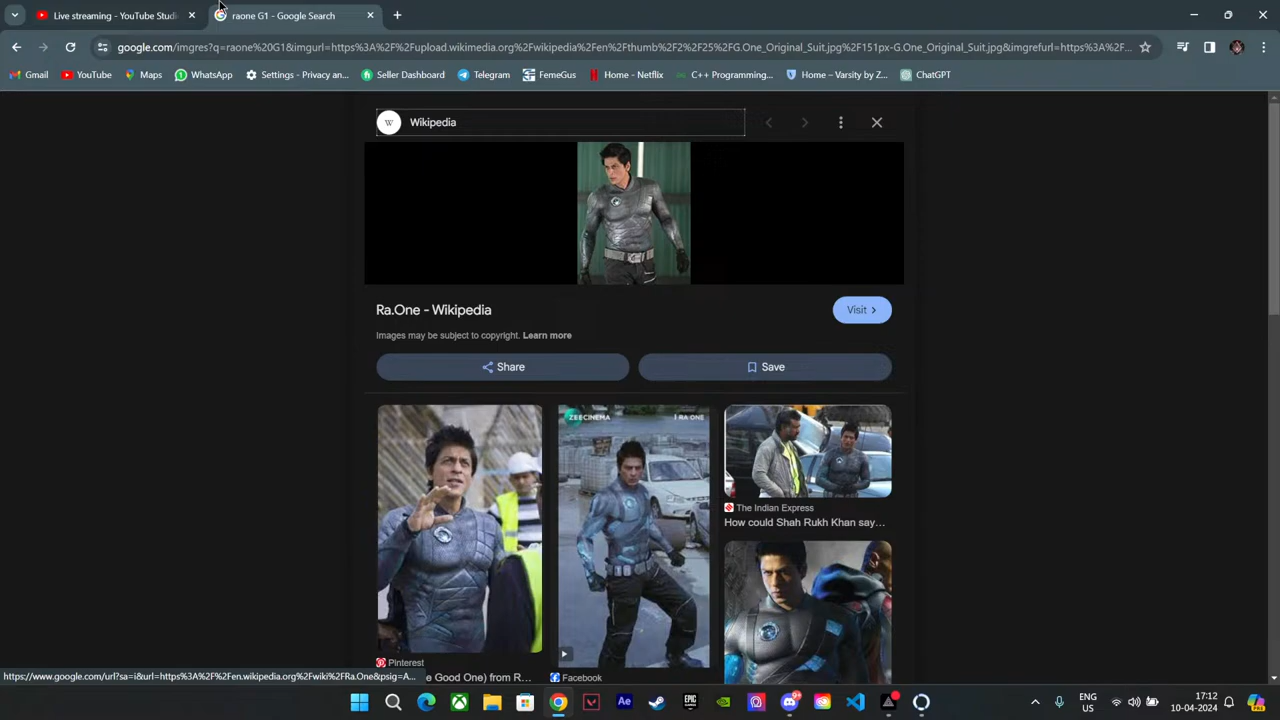 Live streaming - YouTube Studi
raone G1 - Google Search
google.com/imgres?q=raone%20G1&imgurl=https%3A%2F%2Fupload.wikimedia.org%2Fwikipedia%2Fen%2Fthumb%2F2%2F25%2FG.One_Original_Suit.jpg%2F151px-G.One_Original_Suit.jpg&imgrefurl=https%3A%2F%2F...
Gmail YouTube Maps WhatsApp Settings - Privacy an... Seller Dashboard Telegram FemeGus Home - Netflix C++ Programming... Home – Varsity by Z... ChatGPT
W Wikipedia
Ra.One - Wikipedia
Visit
Images may be subject to copyright. Learn more
Share
Save
ZEE CINEMA
RA ONE
The Indian Express
How could Shah Rukh Khan say...
Pinterest
e Good One) from R...
Facebook
https://www.google.com/url?sa=i&url=https%3A%2F%2Fen.wikipedia.org%2Fwiki%2FRa.One&psig=A...
Ae
ENG
US
17:12
10-04-2024